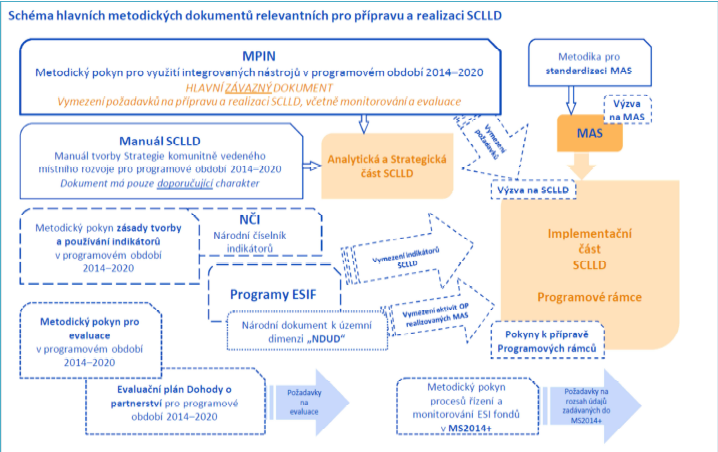 Schéma hlavních metodických dokumentů relevantních pro přípravu a realizaci SCLLD
MPIN
Metodický pokyn pro využití integrovaných nástrojů v programovém období 2014–2020
HLAVNÍ ZÁVAZNÝ DOKUMENT
Vymezení požadavků na přípravu a realizaci SCLLD, včetně monitorování a evaluace
Metodika pro
standardizaci MAS
Výzva
na MAS
MAS
Manuál SCLLD
Manuál tvorby Strategie komunitně vedeného
místního rozvoje pro programové období 2014–2020
Dokument má pouze doporučující charakter
Analytická a Strategická
část SCLLD
Vymezení
požadavků
Výzva na SCLLD
Metodický pokyn zásady tvorby
a používání indikátorů
v programovém období
2014–2020
NČI
Národní číselník
indikátorů
Vymezení indikátorů
SCLLD
Implementační
část
SCLLD
Programové rámce
Programy ESIF
Národní dokument k územní
dimenzi „NDUD“
Vymezení aktivit OP
realizovaných MAS
Pokyny k přípravě
Programových rámců
Metodický pokyn pro
evaluace
v programovém období
2014–2020
Evaluační plán Dohody o
partnerství pro programové
období 2014–2020
Požadavky
na
evaluace
Metodický pokyn
procesů řízení a
monitorování ESI fondů
v MS2014+
Požadavky na
rozsah údajů
zadávaných do
MS2014+